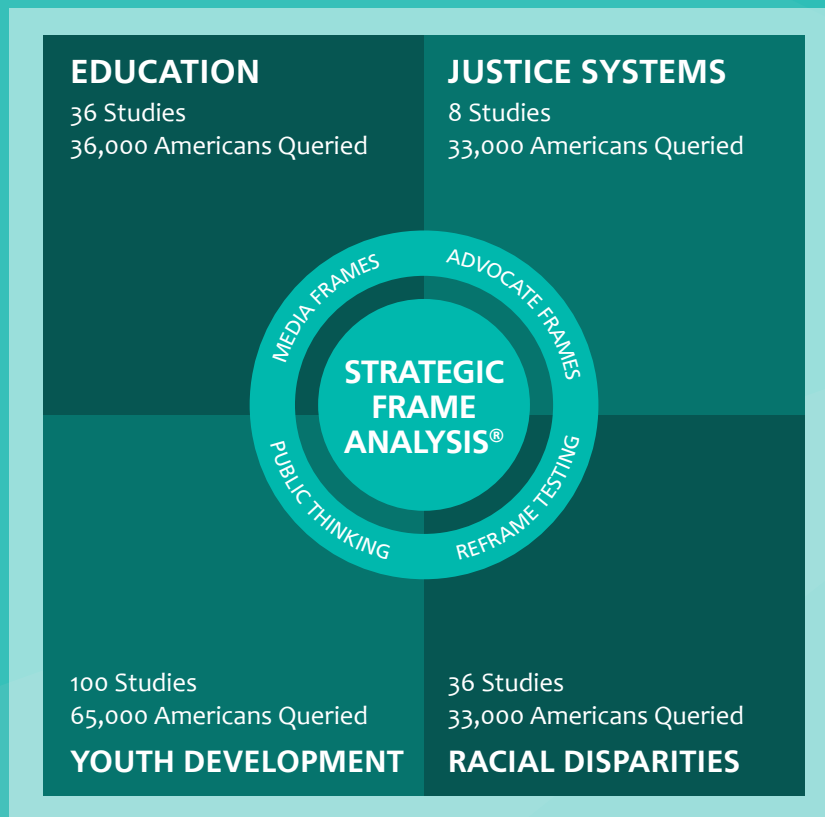 EDUCATION
36 Studies
36,000 Americans Queried
JUSTICE SYSTEMS
8 Studies
33,000 Americans Queried
MEDIA FRAMES
ADVOCATE FRAMES
STRATEGIC
FRAME
ANALYSIS®
PUBLIC THINKING
REFRAME TESTING
100 Studies
65,000 Americans Queried
YOUTH DEVELOPMENT
36 Studies
33,000 Americans Queried
RACIAL DISPARITIES